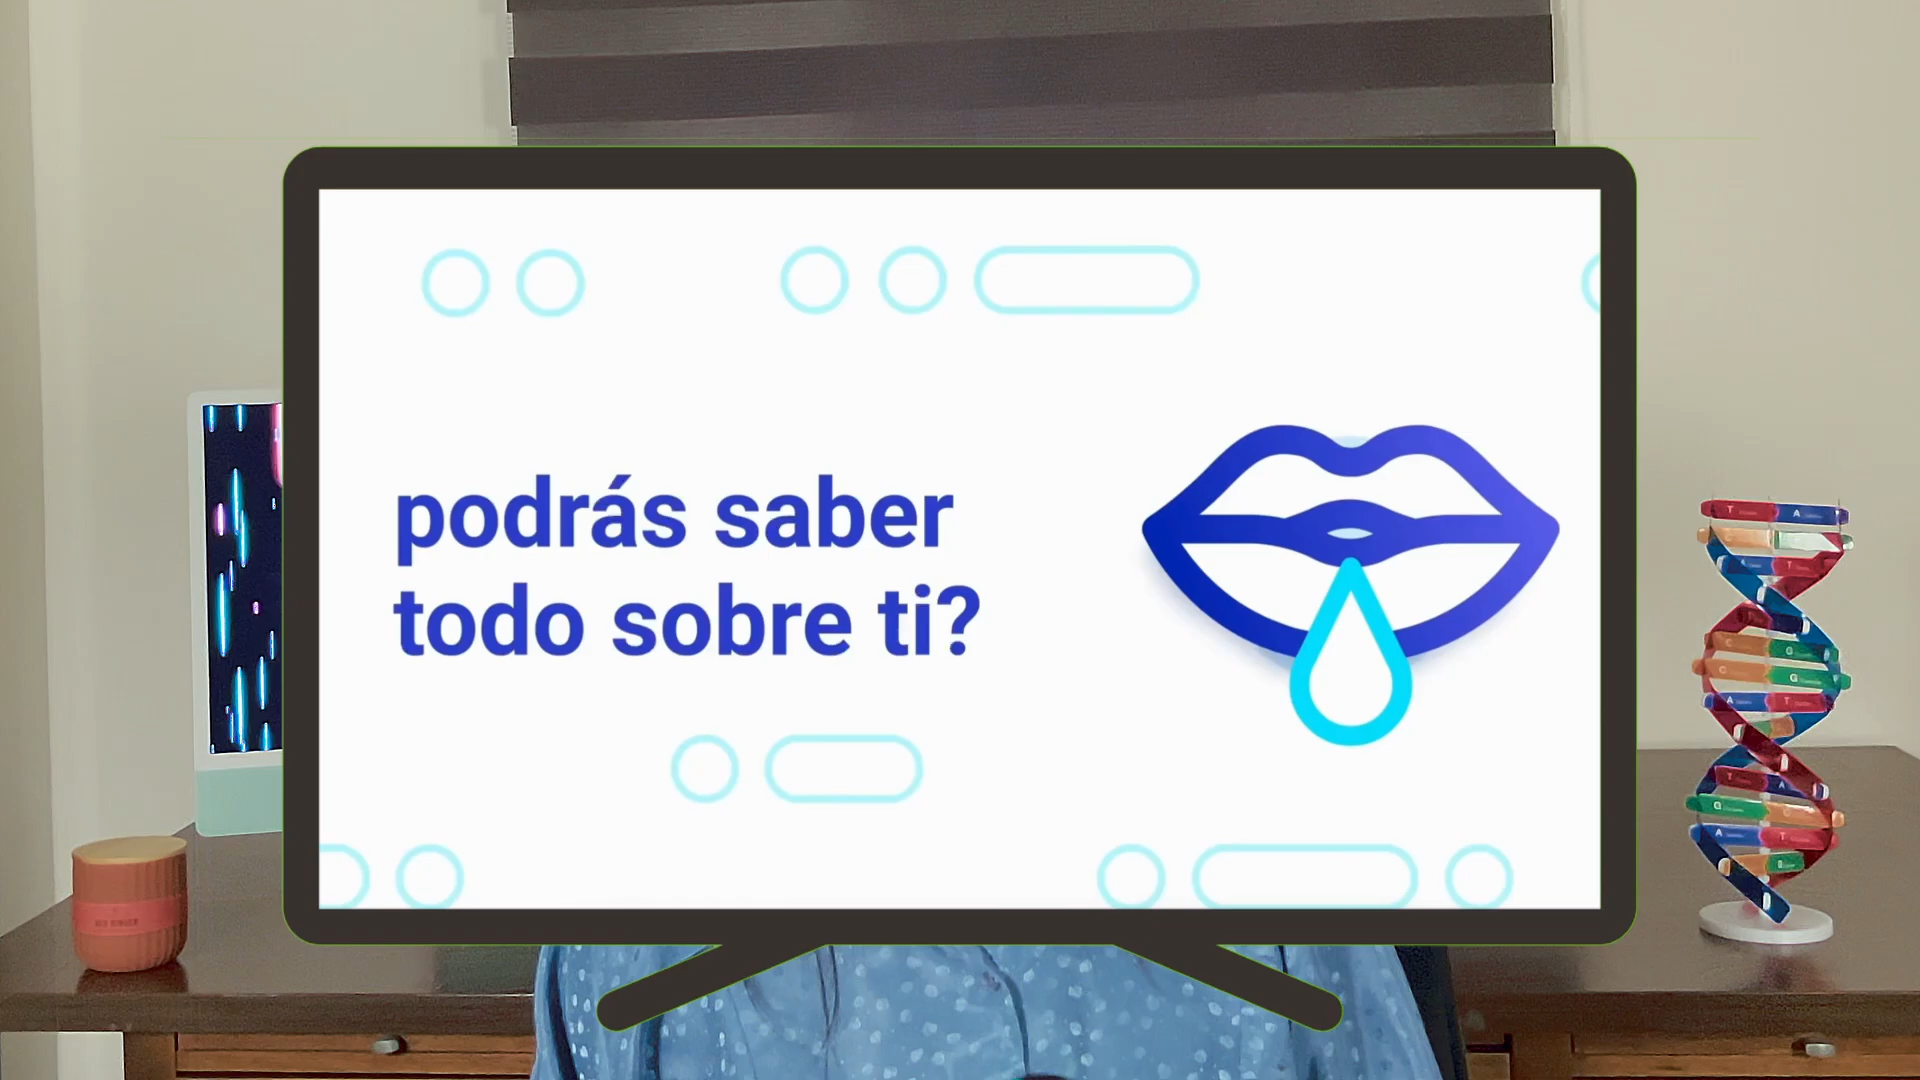 podrás saber
todo sobre ti?
T A
T
G
G
A T
T A
G
A T
G